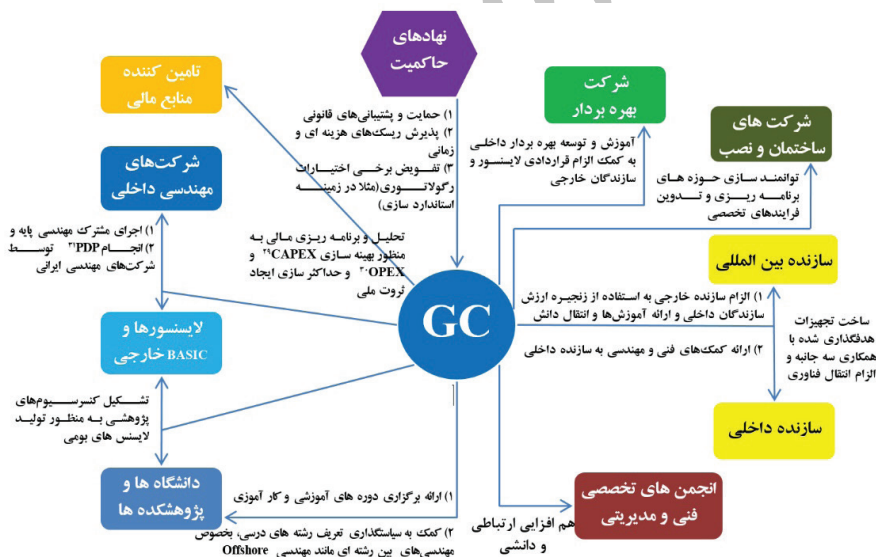 نهادهای
حاکمیت
تامین کننده
منابع مالی
شرکت
بهره بردار
شرکت های
ساختمان و نصب
۱) حمایت و پشتیبانی‌های قانونی
۲) پذیرش ریسک‌های هزینه ای و
زمانی
۳) تفویض برخی اختیارات
رگولاتوری(مثلا در زمینه
استاندارد سازی)
آموزش و توسعه بهره بردار داخلی
به کمک الزام قراردادی لایسنسور و
سازندگان خارجی
توانمند سازی حوزه های
برنامه ریزی و تدوین
فرایندهای تخصصی
شرکت‌های
مهندسی داخلی
۱) اجرای مشترک مهندسی پایه و
۲) انجام PDP۳۱ توسط
شرکت‌های مهندسی ایرانی
تحلیل و برنامه ریزی مالی به
منظور بهینه سازی CAPEX۲۹ و
OPEX۳۰ و حداکثر سازی ایجاد
ثروت ملی
GC
سازنده بین المللی
۱) الزام سازنده خارجی به استفاده از زنجیره ارزش
سازندگان داخلی و ارائه آموزش‌ها و انتقال دانش
۲) ارائه کمک‌های فنی و مهندسی به سازنده داخلی
ساخت تجهیزات
هدفگذاری شده با
همکاری سه جانبه و
الزام انتقال فناوری
سازنده داخلی
لایسنسورها و
BASIC خارجی
تشکیل کنسرسیوم‌های
پژوهشی به منظور تولید
لایسنس های بومی
دانشگاه ها و
پژوهشکده ها
۱) ارائه برگزاری دوره های آموزشی و کار آموزی
۲) کمک به سیاستگذاری تعریف رشته های درسی، بخصوص
مهندسی‌های بین رشته ای مانند مهندسی Offshore
انجمن های تخصصی
فنی و مدیریتی
هم افزایی ارتباطی
و دانشی